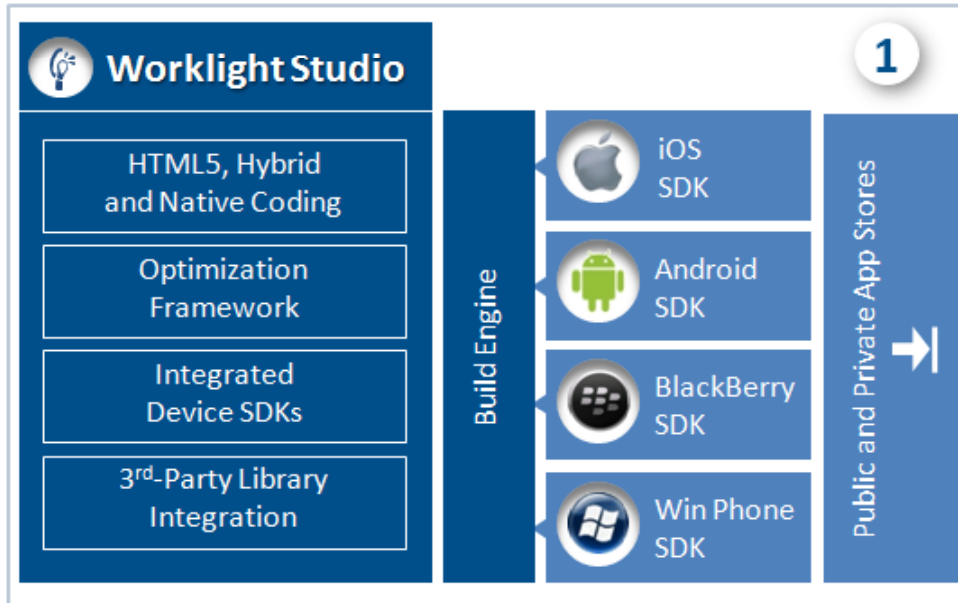 Worklight Studio
1
HTML5, Hybrid
and Native Coding
Optimization
Framework
Integrated
Device SDKs
3rd-Party Library
Integration
Build Engine
iOS
SDK
Android
SDK
BlackBerry
SDK
Win Phone
SDK
Public and Private App Stores